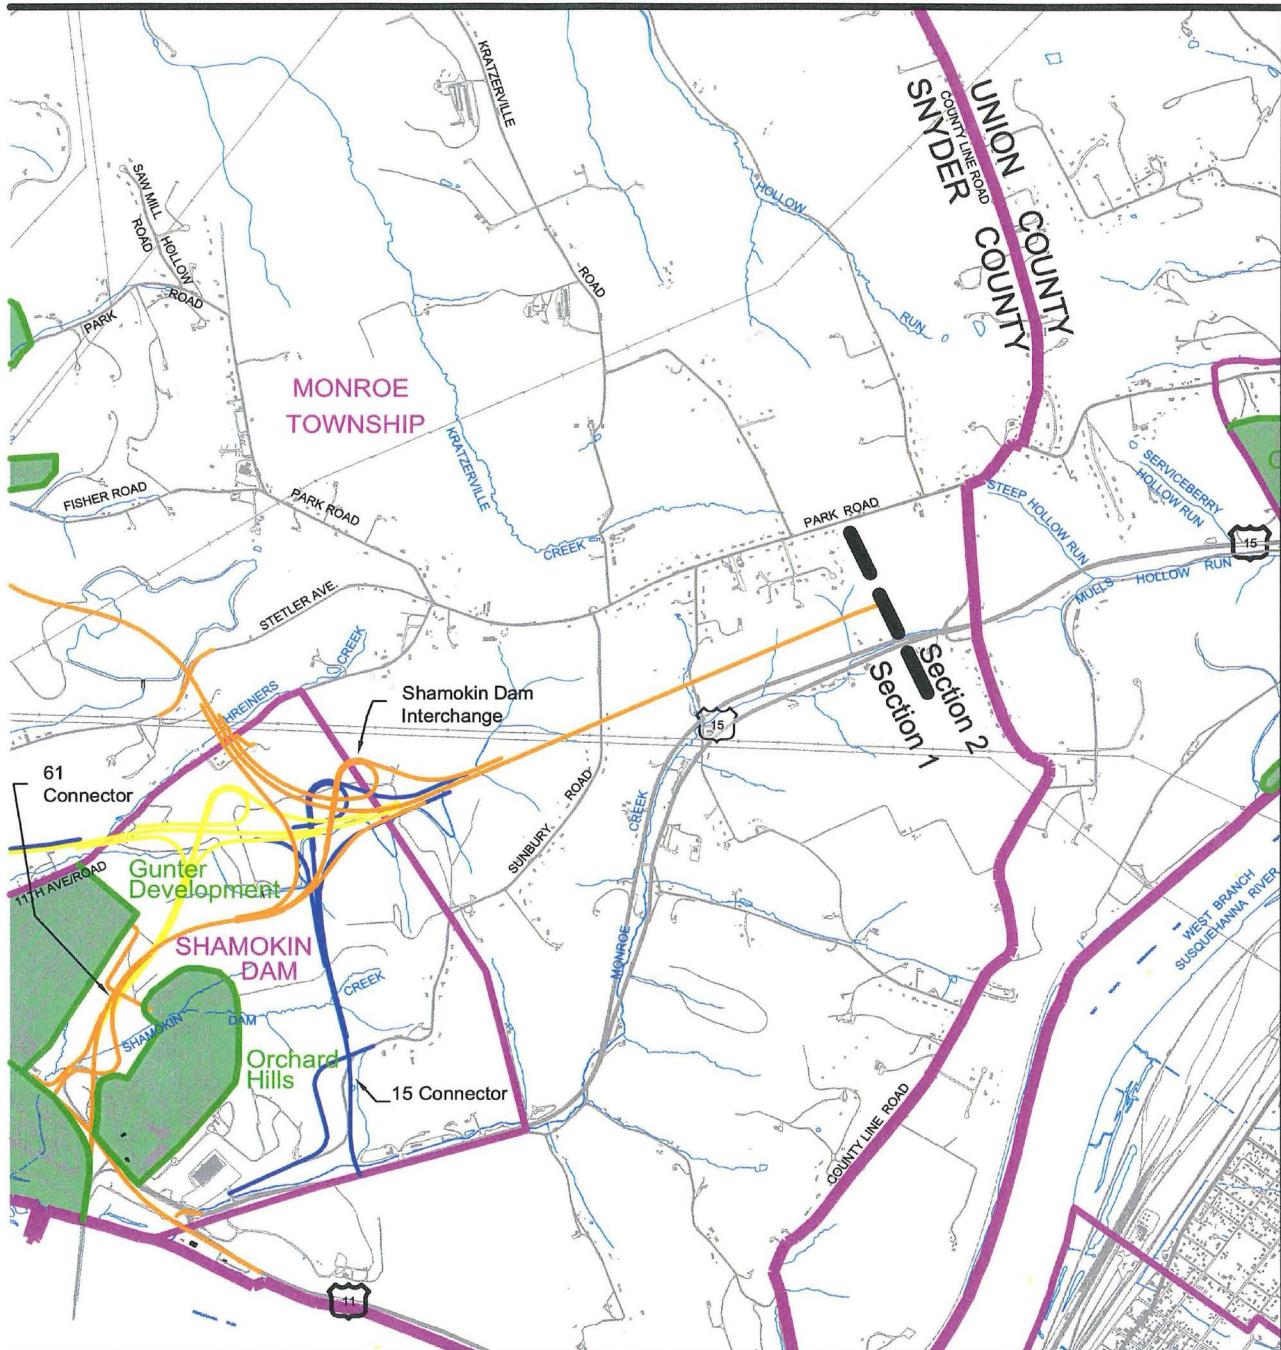 KRATZERVILLE
ROAD
UNION COUNTY
COUNTY LINE ROAD
SNYDER COUNTY
HOLLOW
RUN
SAW MILL
HOLLOW
ROAD
ROAD
PARK
MONROE
TOWNSHIP
KRATZERVILLE
CREEK
SERVICEBERRY
HOLLOW RUN
STEEP HOLLOW RUN
15
MULLS HOLLOW RUN
FISHER ROAD
PARK ROAD
PARK ROAD
STETLER AVE.
CREEK
HREINERS
Shamokin Dam
Interchange
Section 2
Section 1
15
61
Connector
SUNBURY
ROAD
CREEK
MONROE
11TH AVE/ROAD
Gunter
Development
SHAMOKIN
DAM
SHAMOKIN
DAM
CREEK
Orchard
Hills
15 Connector
COUNTY LINE ROAD
WEST BRANCH
SUSQUEHANNA RIVER
11